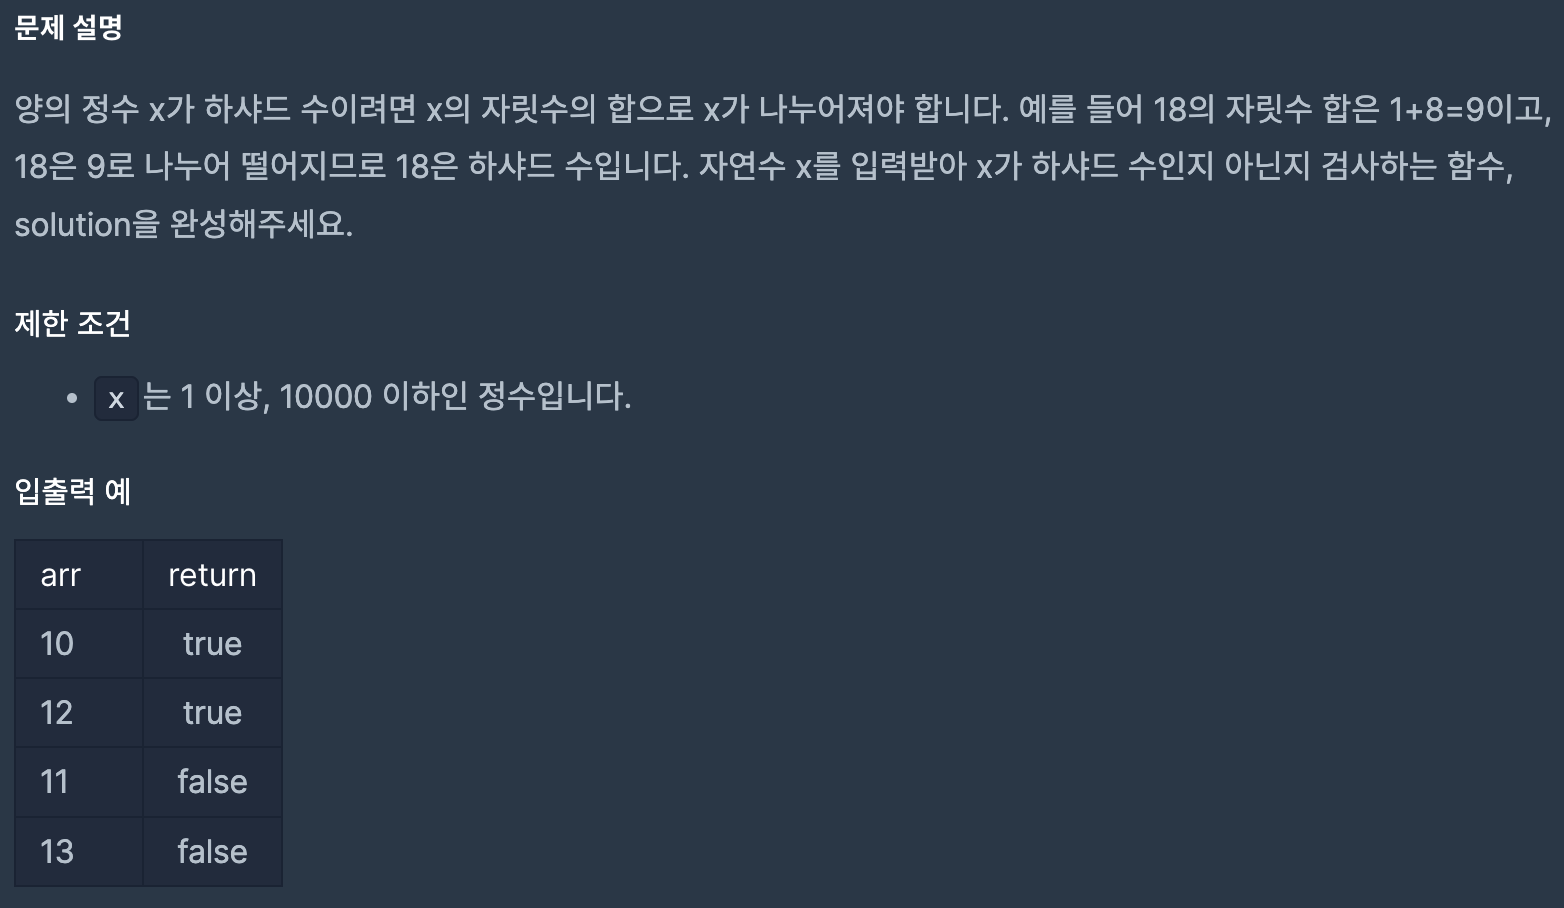 문제 설명
양의 정수 x가 하샤드 수이려면 x의 자릿수의 합으로 x가 나누어져야 합니다. 예를 들어 18의 자릿수 합은 1+8=9이고,
18은 9로 나누어 떨어지므로 18은 하샤드 수입니다. 자연수 x를 입력받아 x가 하샤드 수인지 아닌지 검사하는 함수,
solution을 완성해주세요.
제한 조건
• x 는 1 이상, 10000 이하인 정수입니다.
입출력 예
arr return
10 true
12 true
11 false
13 false